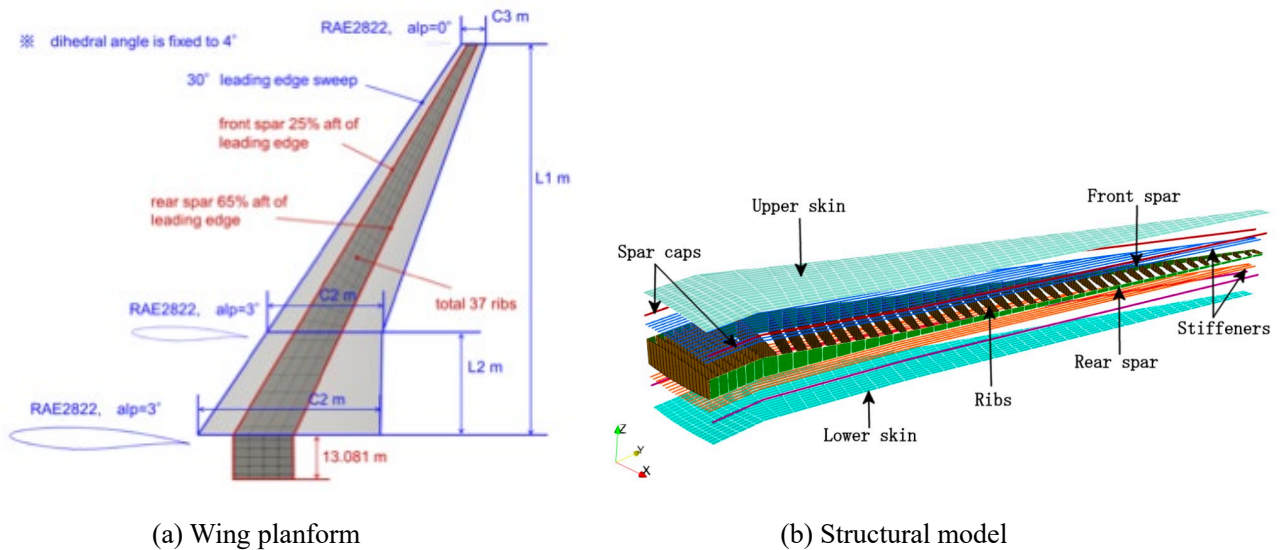 C3 m
RAE2822, alp=0°
※ dihedral angle is fixed to 4°
30° leading edge sweep
front spar 25% aft of
leading edge
L1 m
rear spar 65% aft of
leading edge
total 37 ribs
C2 m
RAE2822, alp=3°
L2 m
C2 m
RAE2822, alp=3°
13.081 m
(a) Wing planform
Upper skin
Front spar
Spar caps
Stiffeners
Rear spar
Ribs
Lower skin
Z
Y
X
(b) Structural model